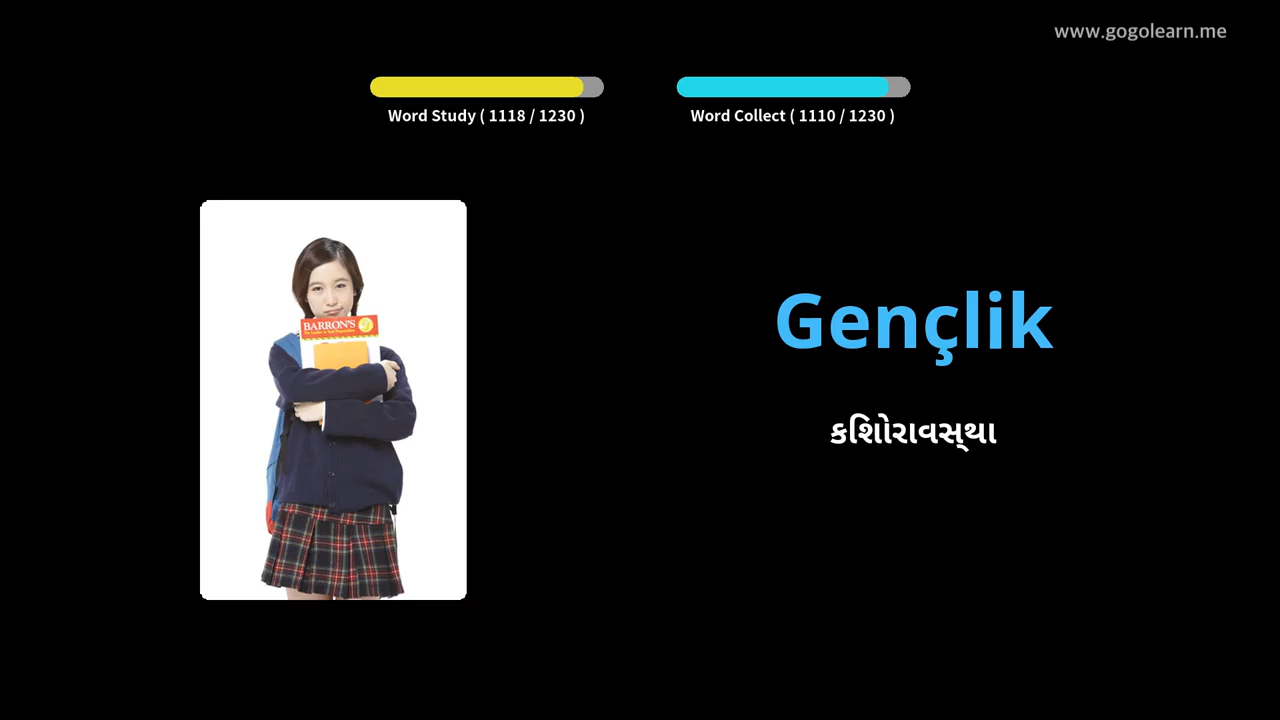 www.gogolearn.me
Word Study ( 1118 / 1230 )
Word Collect ( 1110 / 1230 )
BARRON'S
Gençlik
કિશોરાવસ્થા